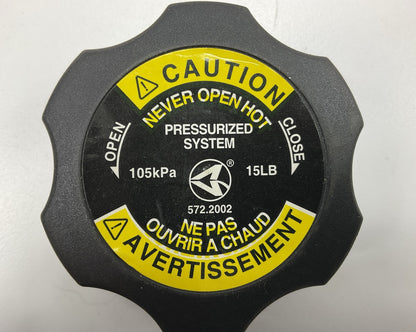 CAUTION
NEVER OPEN HOT
OPEN
CLOSE
PRESSURIZED
SYSTEM
105kPa
®
15LB
572.2002
NE PAS
OUVRIR A CHAUD
AVERTISSEMENT